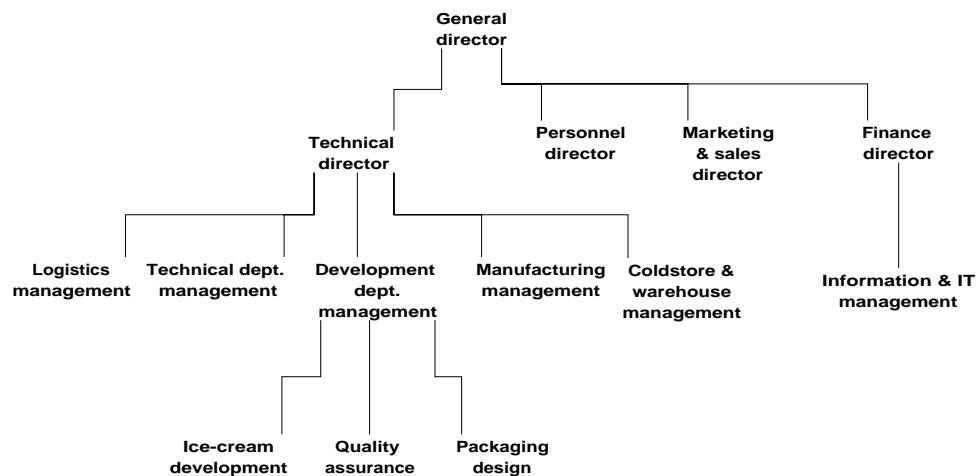 General
director
Technical
director
Personnel
director
Marketing
& sales
director
Finance
director
Logistics
management
Technical dept.
management
Development
dept.
management
Manufacturing
management
Coldstore &
warehouse
management
Information & IT
management
Ice-cream
development
Quality
assurance
Packaging
design